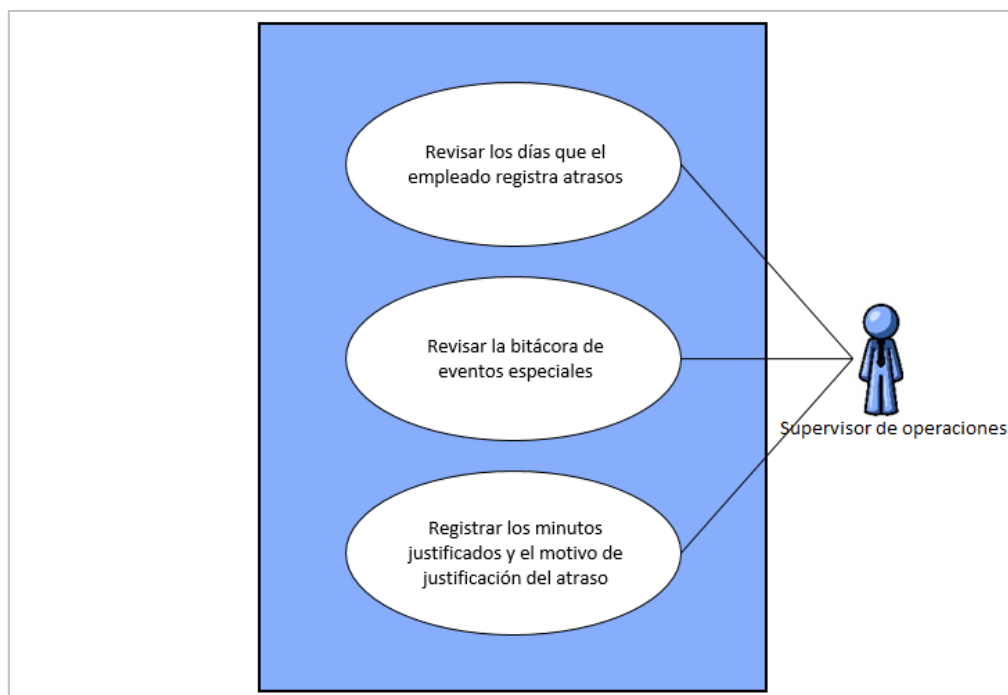 Revisar los días que el
empleado registra atrasos
Revisar la bitácora de
eventos especiales
Supervisor de operaciones
Registrar los minutos
justificados y el motivo de
justificación del atraso